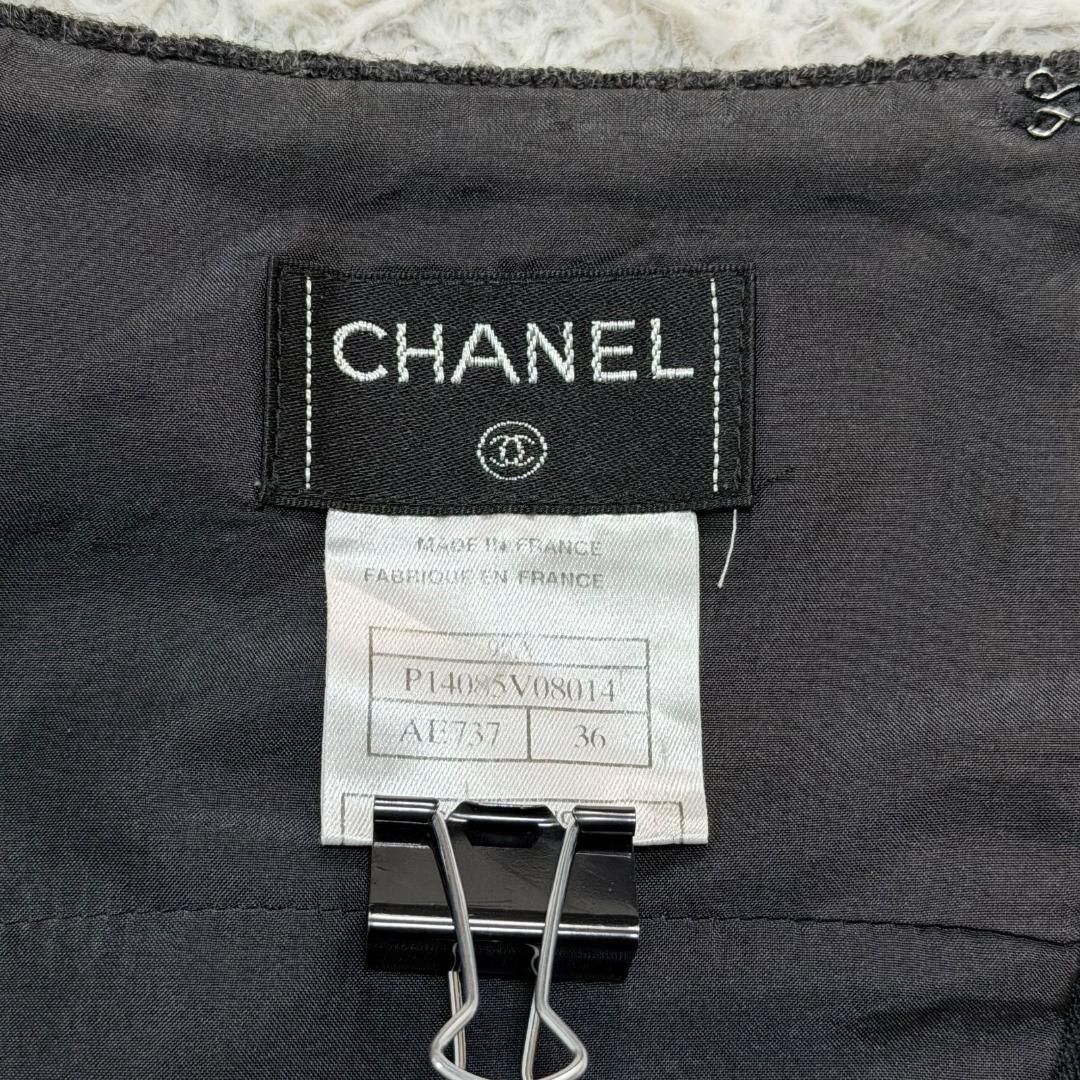 CHANEL
MADE IN FRANCE
FABRIQUE EN FRANCE
P14085V08014
AE737 36